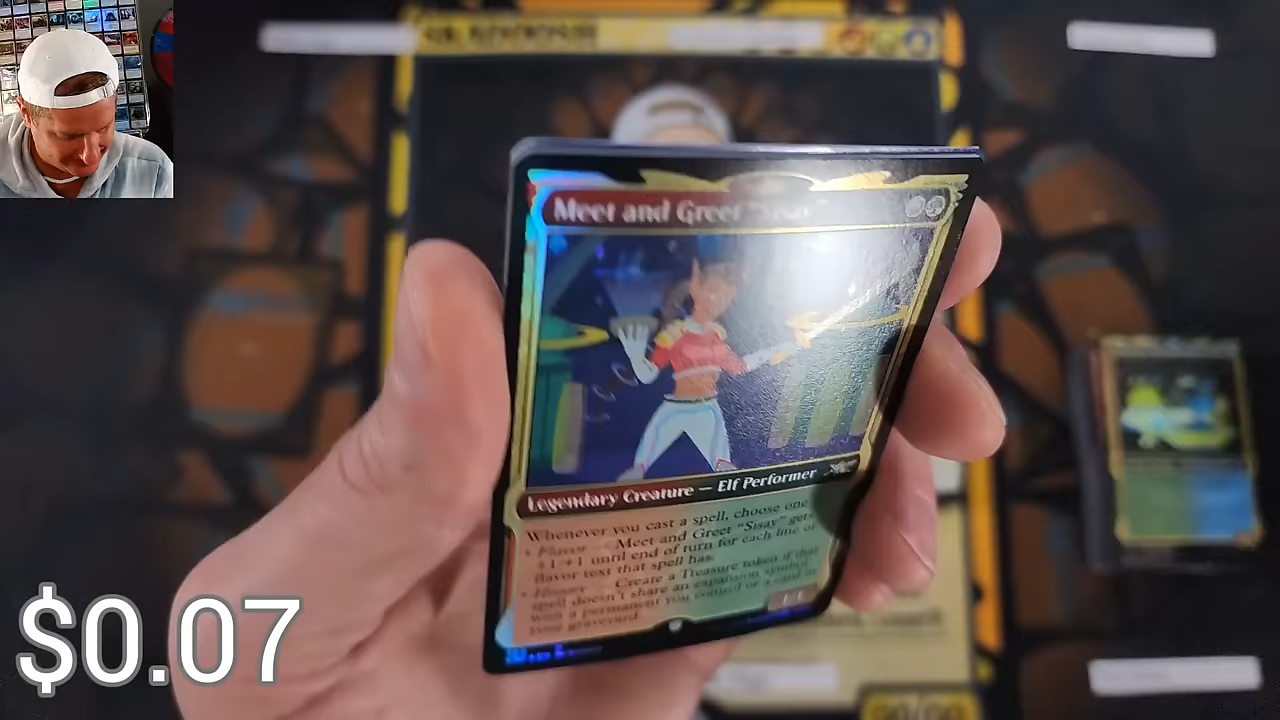 Meet and Greet "Sisay"
Legendary Creature — Elf Performer
Whenever you cast a spell, choose one
• Flavor — Meet and Greet "Sisay" gets
+1/+1 until end of turn for each line of
flavor text that spell has.
• Honor — Create a Treasure token if that
spell doesn't share an expansion symbol
with a permanent you control or a card in
your graveyard.
$0.07